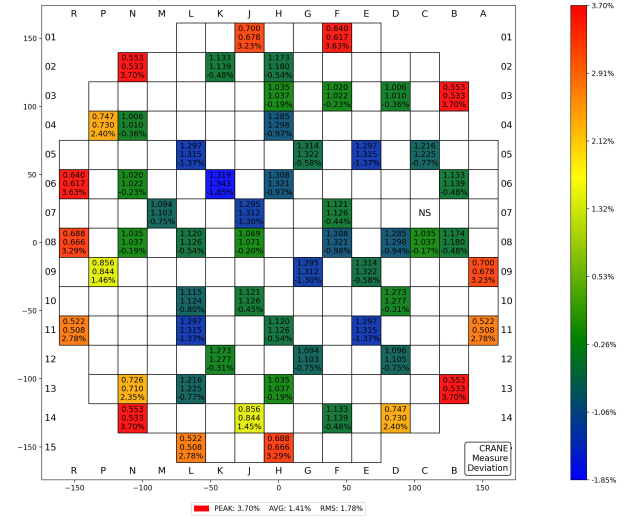 R P N M L K J H G F E D C B A
01 0.700 0.640 01
0.678 0.617
3.23% 3.63%
02 0.553 1.133 1.173 02
0.533 1.139 1.180
3.70% -0.48% -0.54%
03 1.035 1.020 1.006 0.553 03
1.037 1.022 1.010 0.533
-0.19% -0.23% -0.36% 3.70%
04 0.747 1.006 1.285 04
0.730 1.010 1.298
2.40% -0.36% -0.97%
05 1.297 1.314 1.297 1.216 05
1.315 1.322 1.315 1.225
-1.37% -0.58% -1.37% -0.77%
06 0.640 1.020 1.319 1.308 1.133 06
0.617 1.022 1.343 1.321 1.139
3.63% -0.23% -1.85% -0.97% -0.48%
07 1.094 1.295 1.121 NS 07
1.103 1.312 1.126
-0.75% -1.30% -0.44%
08 0.688 1.035 1.120 1.069 1.308 1.285 1.035 1.174 08
0.666 1.037 1.126 1.071 1.321 1.298 1.037 1.180
3.29% -0.19% -0.54% -0.20% -0.98% -0.94% -0.17% -0.48%
09 0.856 1.295 1.314 0.700 09
0.844 1.312 1.322 0.678
1.46% -1.30% -0.58% 3.23%
10 1.115 1.121 1.273 10
1.124 1.126 1.277
-0.80% -0.45% -0.31%
11 0.522 1.297 1.120 1.297 0.522 11
0.508 1.315 1.126 1.315 0.508
2.78% -1.37% -0.54% -1.37% 2.78%
12 1.273 1.094 1.096 12
1.277 1.103 1.105
-0.31% -0.75% -0.75%
13 0.726 1.216 1.035 0.553 13
0.710 1.225 1.037 0.533
2.35% -0.77% -0.19% 3.70%
14 0.553 0.856 1.133 0.747 14
0.533 0.844 1.139 0.730
3.70% 1.45% -0.48% 2.40%
15 0.522 0.688
0.508 0.666
2.78% 3.29%
CRANE
Measure
Deviation
R P N M L K J H G F E D C B A
150
100
50
0
−50
−100
−150
−150 −100 −50 0 50 100 150
PEAK: 3.70% AVG: 1.41% RMS: 1.78%
3.70%
2.91%
2.12%
1.32%
0.53%
-0.26%
-1.06%
-1.85%